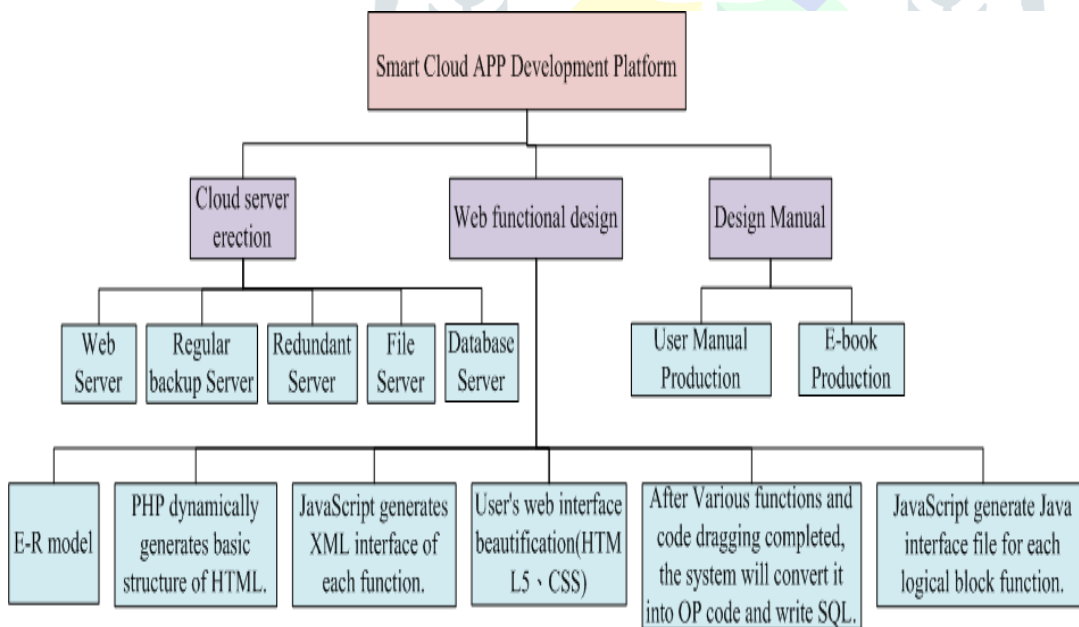 Smart Cloud APP Development Platform
Cloud server
erection
Web functional design
Design Manual
Web
Server
Regular
backup Server
Redundant
Server
File
Server
Database
Server
User Manual
Production
E-book
Production
E-R model
PHP dynamically
generates basic
structure of HTML.
JavaScript generates
XML interface of
each function.
User's web interface
beautification(HTM
L5、CSS)
After Various functions and
code dragging completed,
the system will convert it
into OP code and write SQL.
JavaScript generate Java
interface file for each
logical block function.